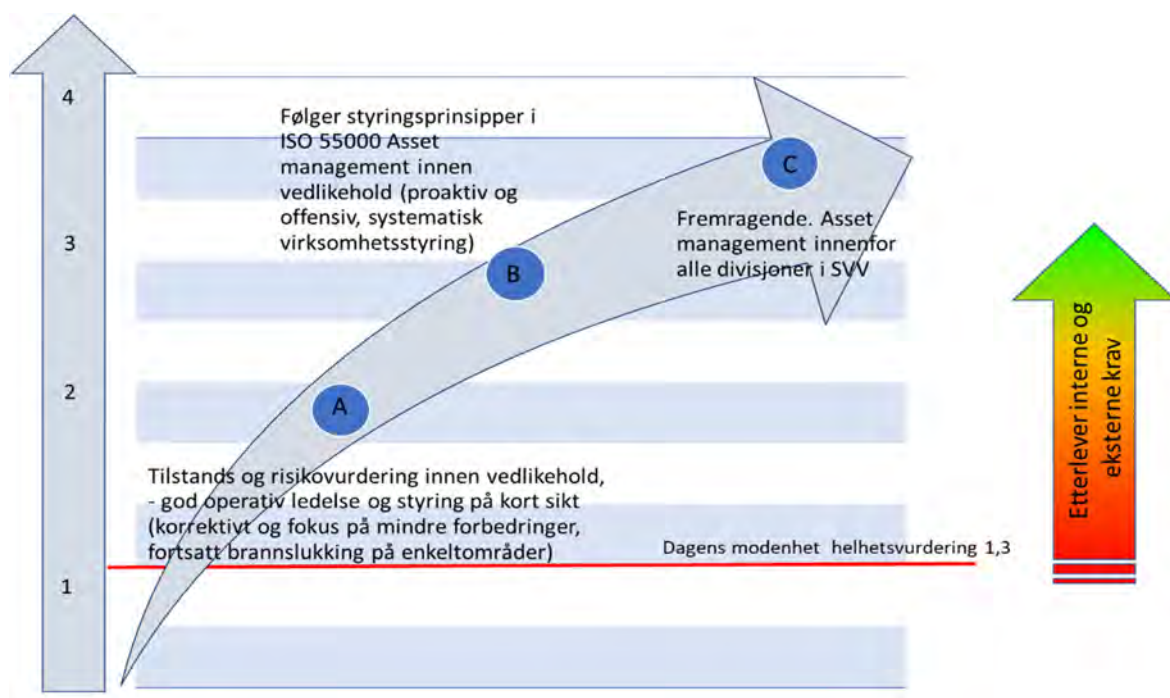 4
3
2
1
Følger styringsprinsipper i
ISO 55000 Asset
management innen
vedlikehold (proaktiv og
offensiv, systematisk
virksomhetsstyring)
C
Fremragende. Asset
management innenfor
alle divisjoner i SVV
B
A
Tilstands og risikovurdering innen vedlikehold,
- god operativ ledelse og styring på kort sikt
(korrektivt og fokus på mindre forbedringer,
fortsatt brannslukking på enkeltområder)
Dagens modenhet helhetsvurdering 1,3
Etterlever interne og
eksterne krav